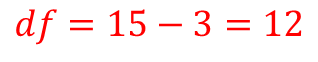 df = 15 − 3 = 12